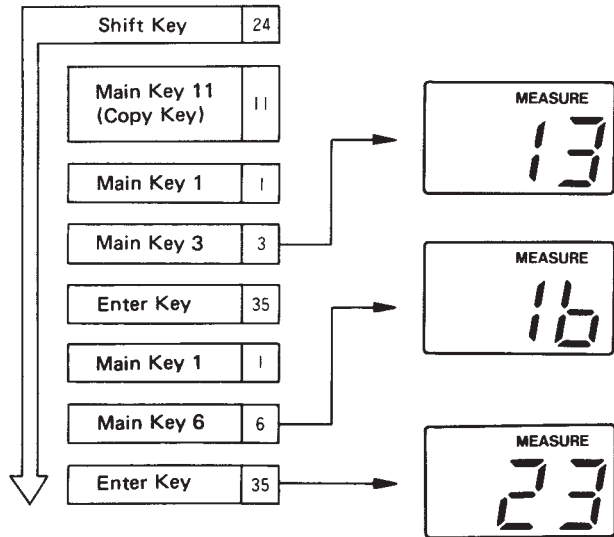 Shift Key 24
Main Key 11
(Copy Key) 11
Main Key 1 1
Main Key 3 3
Enter Key 35
Main Key 1 1
Main Key 6 6
Enter Key 35
MEASURE
13
MEASURE
16
MEASURE
23